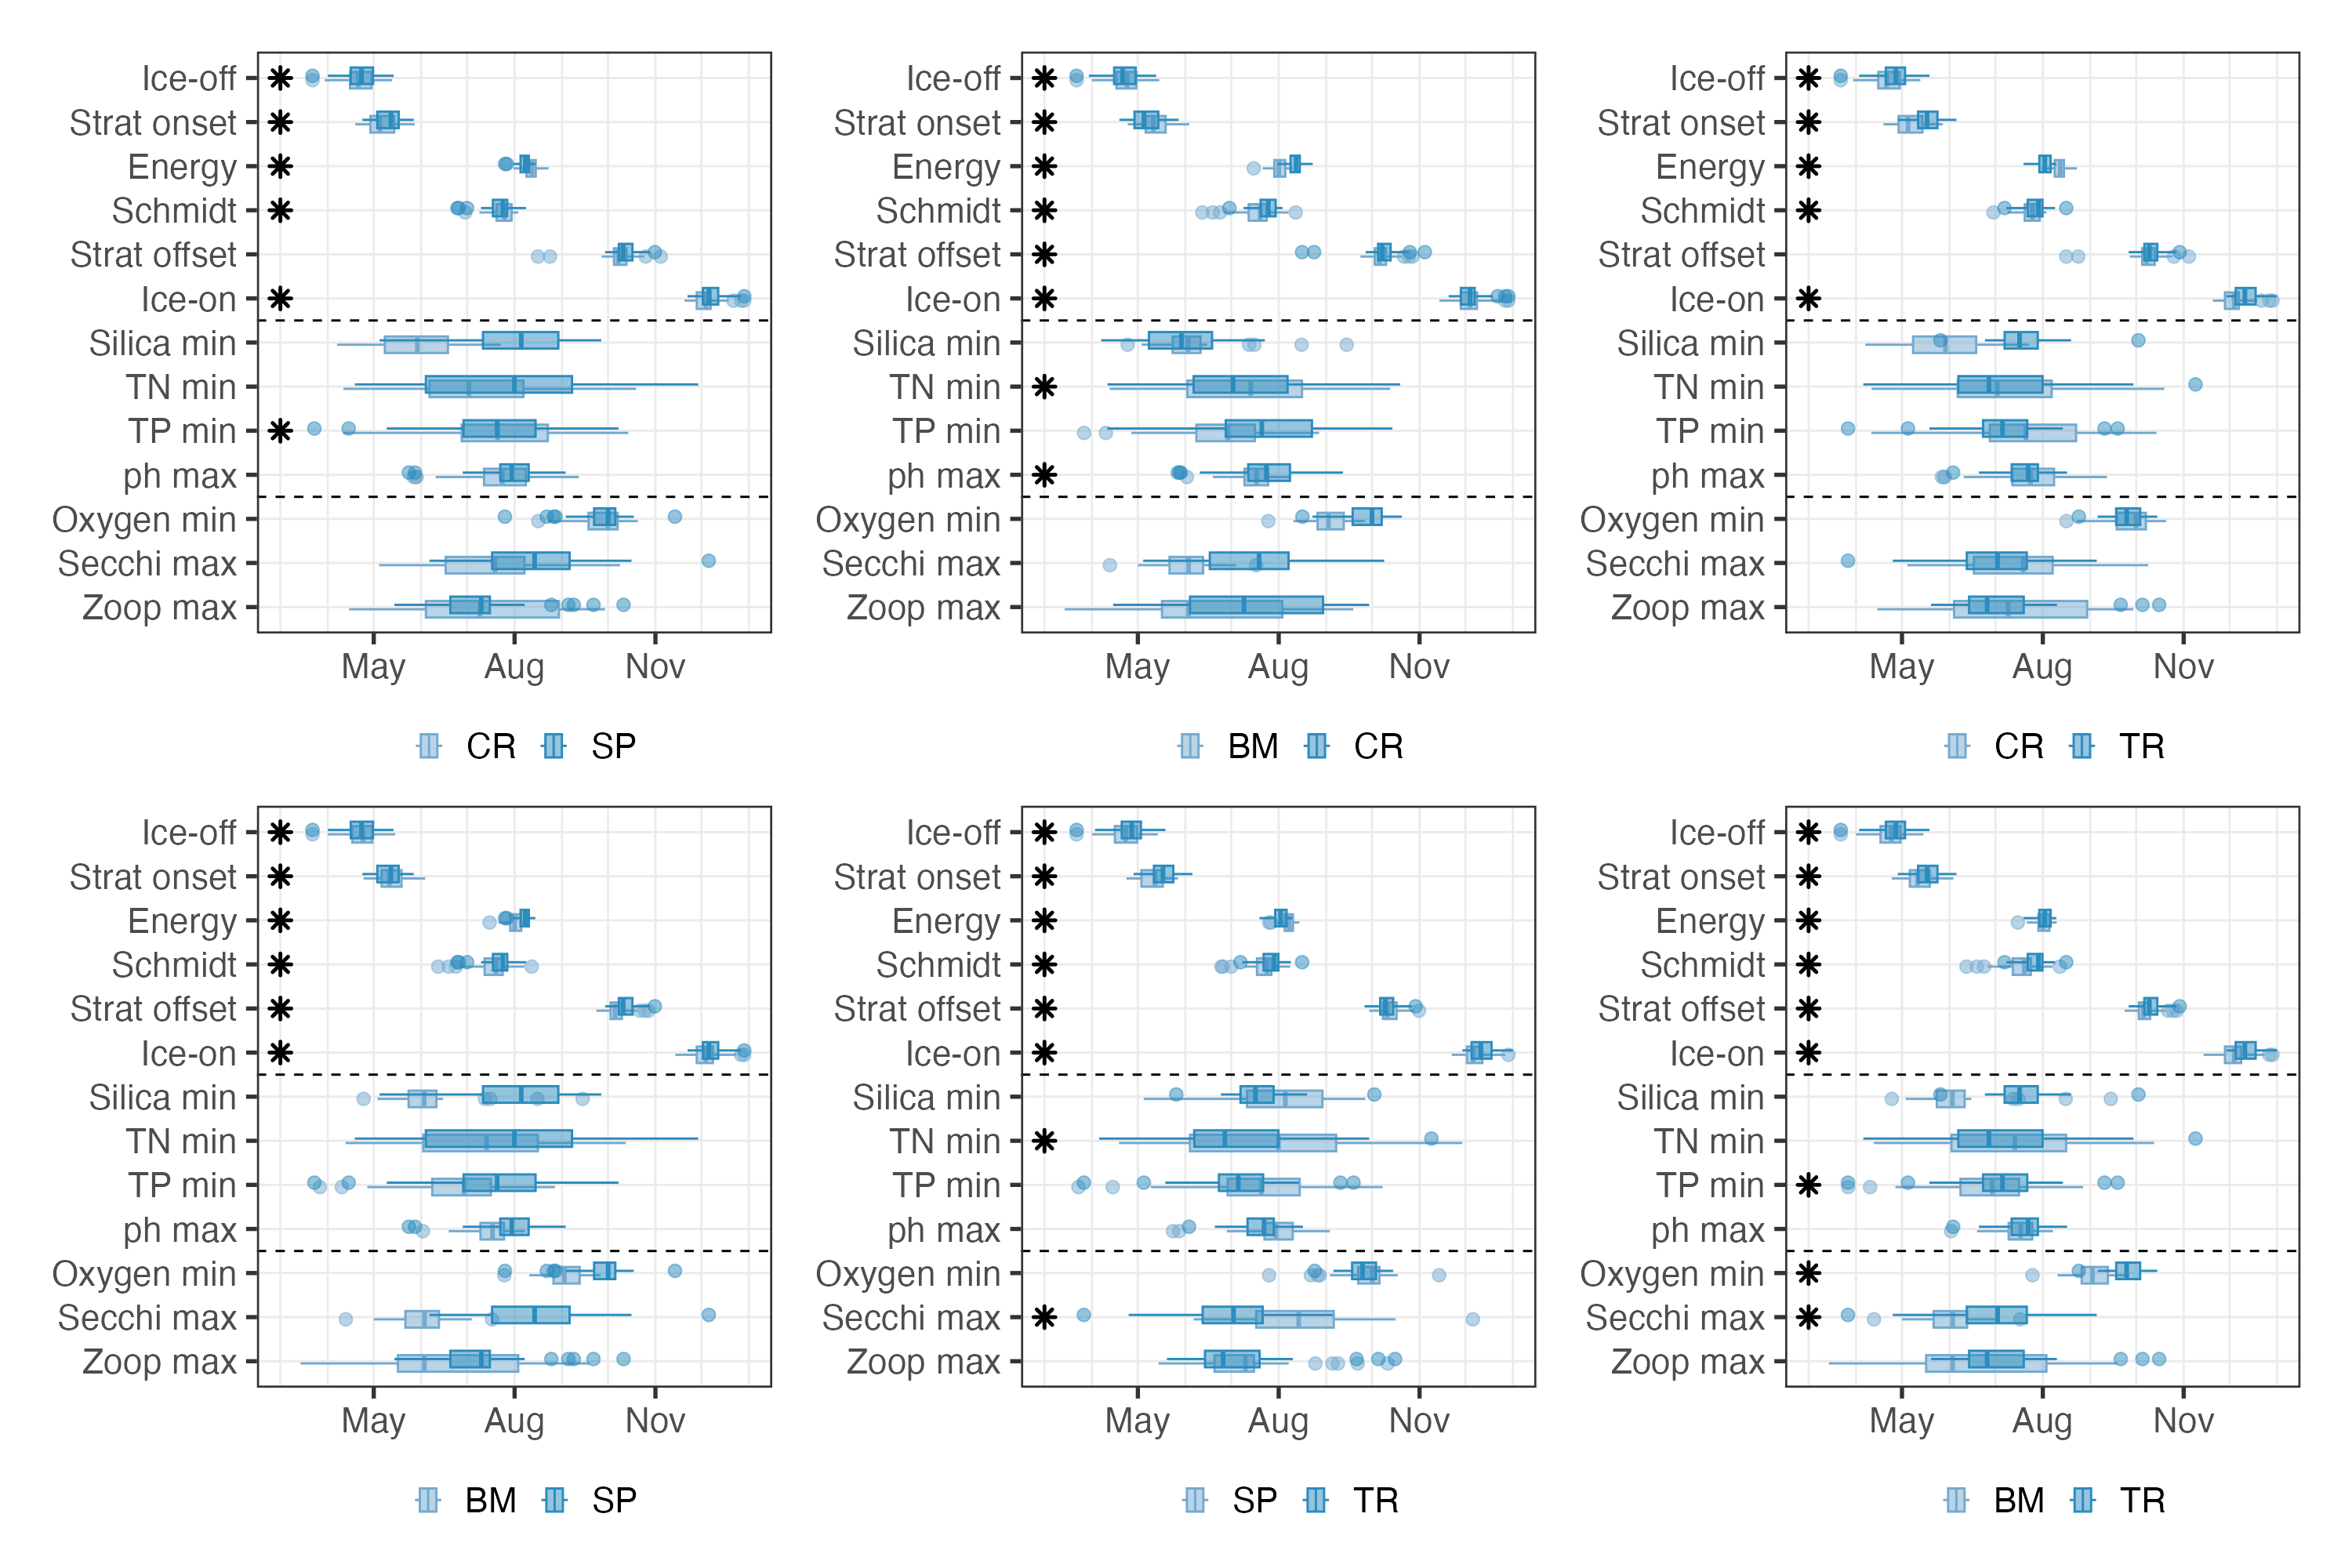 Ice-off
Strat onset
Energy
Schmidt
Strat offset
Ice-on
Silica min
TN min
TP min
ph max
Oxygen min
Secchi max
Zoop max
May Aug Nov
CR SP
Ice-off
Strat onset
Energy
Schmidt
Strat offset
Ice-on
Silica min
TN min
TP min
ph max
Oxygen min
Secchi max
Zoop max
May Aug Nov
BM CR
Ice-off
Strat onset
Energy
Schmidt
Strat offset
Ice-on
Silica min
TN min
TP min
ph max
Oxygen min
Secchi max
Zoop max
May Aug Nov
CR TR
Ice-off
Strat onset
Energy
Schmidt
Strat offset
Ice-on
Silica min
TN min
TP min
ph max
Oxygen min
Secchi max
Zoop max
May Aug Nov
BM SP
Ice-off
Strat onset
Energy
Schmidt
Strat offset
Ice-on
Silica min
TN min
TP min
ph max
Oxygen min
Secchi max
Zoop max
May Aug Nov
SP TR
Ice-off
Strat onset
Energy
Schmidt
Strat offset
Ice-on
Silica min
TN min
TP min
ph max
Oxygen min
Secchi max
Zoop max
May Aug Nov
BM TR